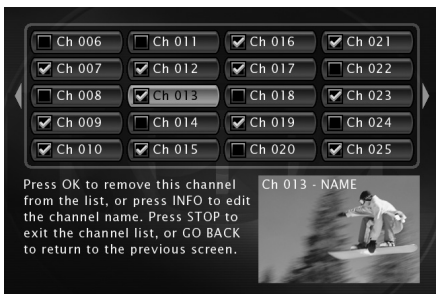 Ch 006 Ch 011 Ch 016 Ch 021
Ch 007 Ch 012 Ch 017 Ch 022
Ch 008 Ch 013 Ch 018 Ch 023
Ch 009 Ch 014 Ch 019 Ch 024
Ch 010 Ch 015 Ch 020 Ch 025
Press OK to remove this channel
from the list, or press INFO to edit
the channel name. Press STOP to
exit the channel list, or GO BACK
to return to the previous screen.
Ch 013 - NAME